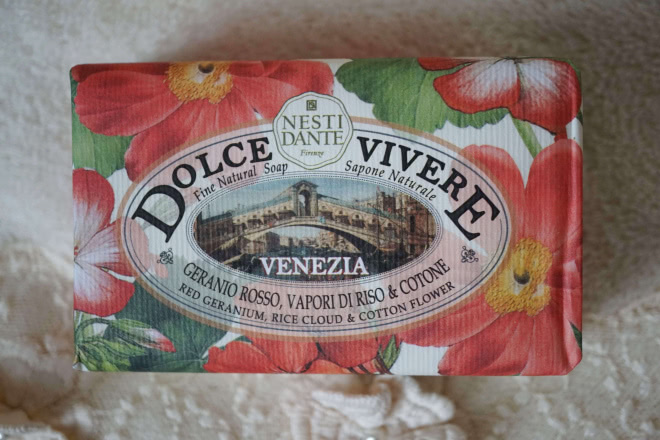 NESTI
DANTE
Firenze
DOLCE VIVERE
Fine Natural Soap Sapone Naturale
VENEZIA
GERANIO ROSSO, VAPORI DI RISO & COTONE
RED GERANIUM, RICE CLOUD & COTTON FLOWER